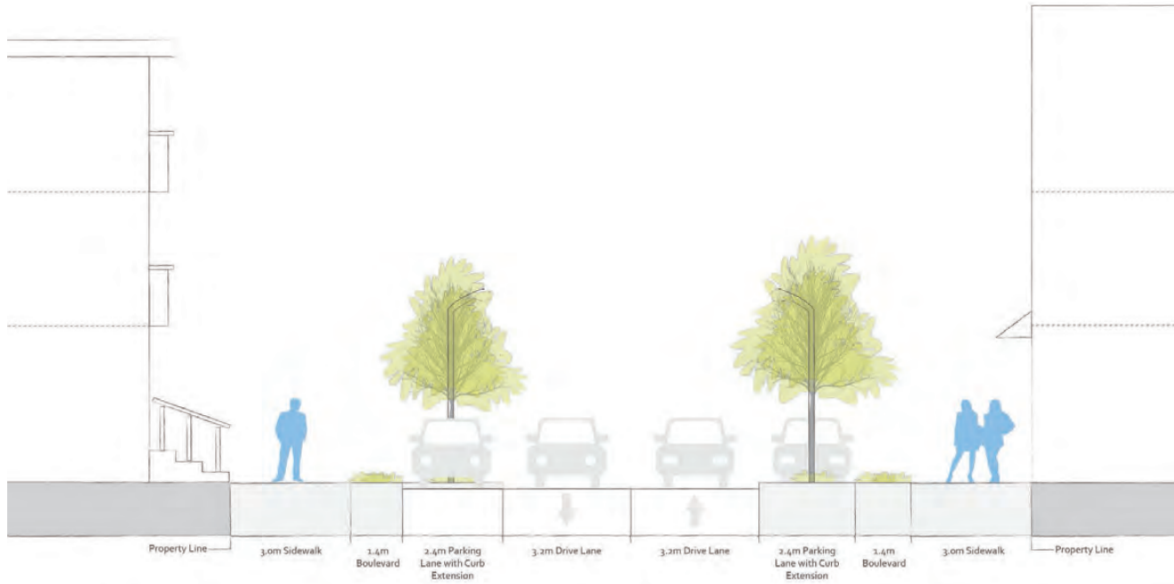 Property Line
3.0m Sidewalk
1.4m
Boulevard
2.4m Parking
Lane with Curb
Extension
3.2m Drive Lane
3.2m Drive Lane
2.4m Parking
Lane with Curb
Extension
1.4m
Boulevard
3.0m Sidewalk
Property Line